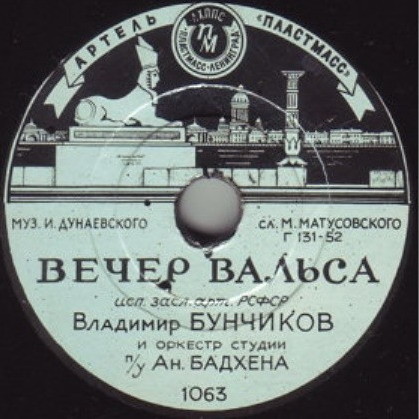 АРТЕЛЬ
ЛХППС
ПМ
"ПЛАСТМАСС-ЛЕНИНГРАД"
"ПЛАСТМАСС"
МУЗ. И. ДУНАЕВСКОГО
СЛ. М. МАТУСОВСКОГО
Г 131-52
ВЕЧЕР ВАЛЬСА
исп. засл. арт. РСФСР
Владимир БУНЧИКОВ
и оркестр студии
п/у Ан. БАДХЕНА
1063